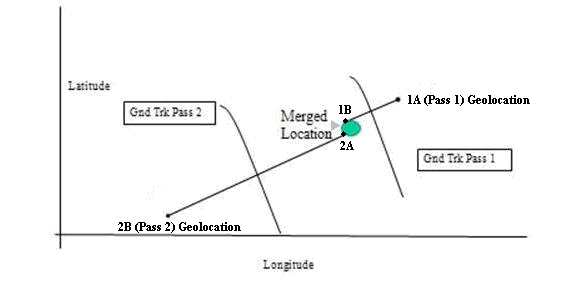 Latitude
1A (Pass 1) Geolocation
1B
Gnd Trk Pass 2
Merged
Location
2A
Gnd Trk Pass 1
2B (Pass 2) Geolocation
Longitude